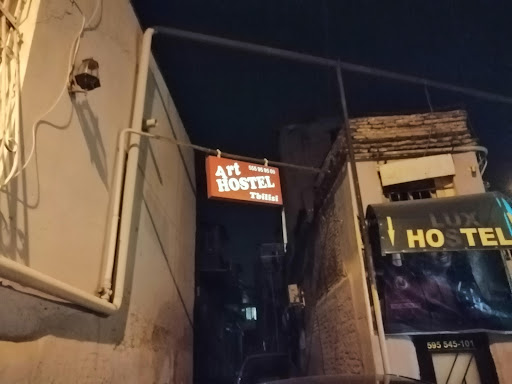 Art
HOSTEL
Tbilisi
LUX
HOSTEL
595 545-101